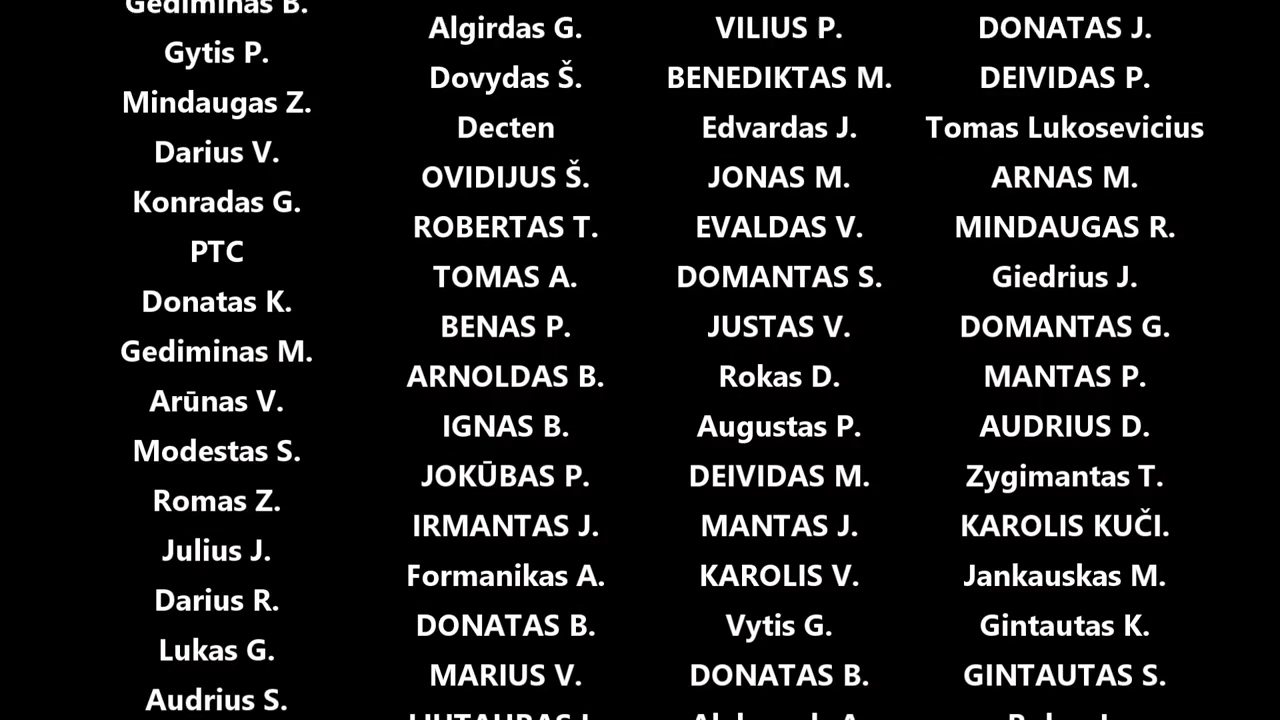 Gediminas B.
Gytis P.
Mindaugas Z.
Darius V.
Konradas G.
PTC
Donatas K.
Gediminas M.
Arūnas V.
Modestas S.
Romas Z.
Julius J.
Darius R.
Lukas G.
Audrius S.
Algirdas G.
Dovydas Š.
Decten
OVIDIJUS Š.
ROBERTAS T.
TOMAS A.
BENAS P.
ARNOLDAS B.
IGNAS B.
JOKŪBAS P.
IRMANTAS J.
Formanikas A.
DONATAS B.
MARIUS V.
VILIUS P.
BENEDIKTAS M.
Edvardas J.
JONAS M.
EVALDAS V.
DOMANTAS S.
JUSTAS V.
Rokas D.
Augustas P.
DEIVIDAS M.
MANTAS J.
KAROLIS V.
Vytis G.
DONATAS B.
DONATAS J.
DEIVIDAS P.
Tomas Lukosevicius
ARNAS M.
MINDAUGAS R.
Giedrius J.
DOMANTAS G.
MANTAS P.
AUDRIUS D.
Zygimantas T.
KAROLIS KUČI.
Jankauskas M.
Gintautas K.
GINTAUTAS S.